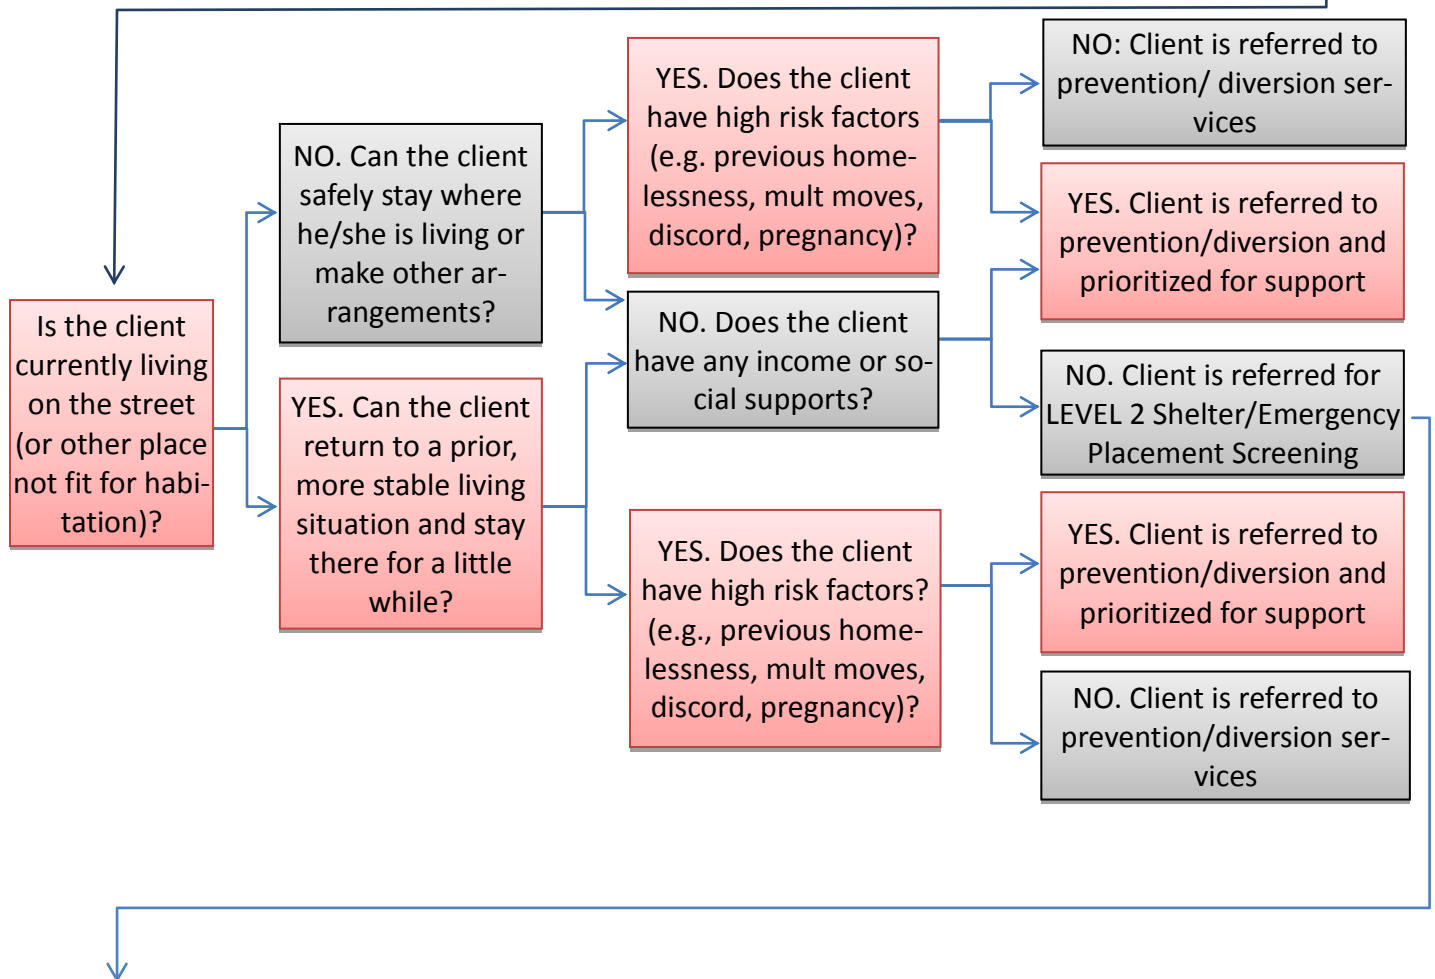 Is the client
currently living
on the street
(or other place
not fit for habi-
tation)?
NO. Can the client
safely stay where
he/she is living or
make other ar-
rangements?
YES. Can the client
return to a prior,
more stable living
situation and stay
there for a little
while?
YES. Does the client
have high risk factors
(e.g. previous home-
lessness, mult moves,
discord, pregnancy)?
NO. Does the client
have any income or so-
cial supports?
YES. Does the client
have high risk factors?
(e.g., previous home-
lessness, mult moves,
discord, pregnancy)?
NO: Client is referred to
prevention/ diversion ser-
vices
YES. Client is referred to
prevention/diversion and
prioritized for support
NO. Client is referred for
LEVEL 2 Shelter/Emergency
Placement Screening
YES. Client is referred to
prevention/diversion and
prioritized for support
NO. Client is referred to
prevention/diversion ser-
vices